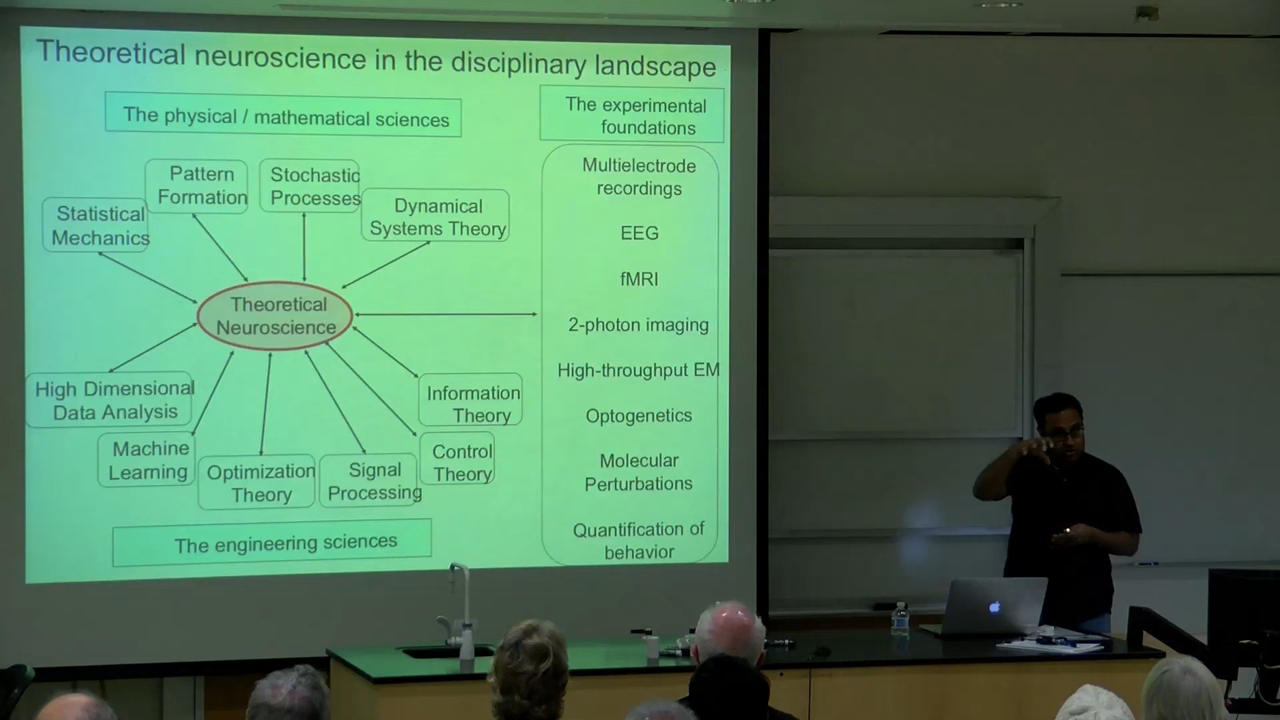 Theoretical neuroscience in the disciplinary landscape
The physical / mathematical sciences
The experimental
foundations
Pattern
Formation
Stochastic
Processes
Statistical
Mechanics
Dynamical
Systems Theory
Theoretical
Neuroscience
High Dimensional
Data Analysis
Machine
Learning
Optimization
Theory
Signal
Processing
Control
Theory
Information
Theory
The engineering sciences
Multielectrode
recordings
EEG
fMRI
2-photon imaging
High-throughput EM
Optogenetics
Molecular
Perturbations
Quantification of
behavior